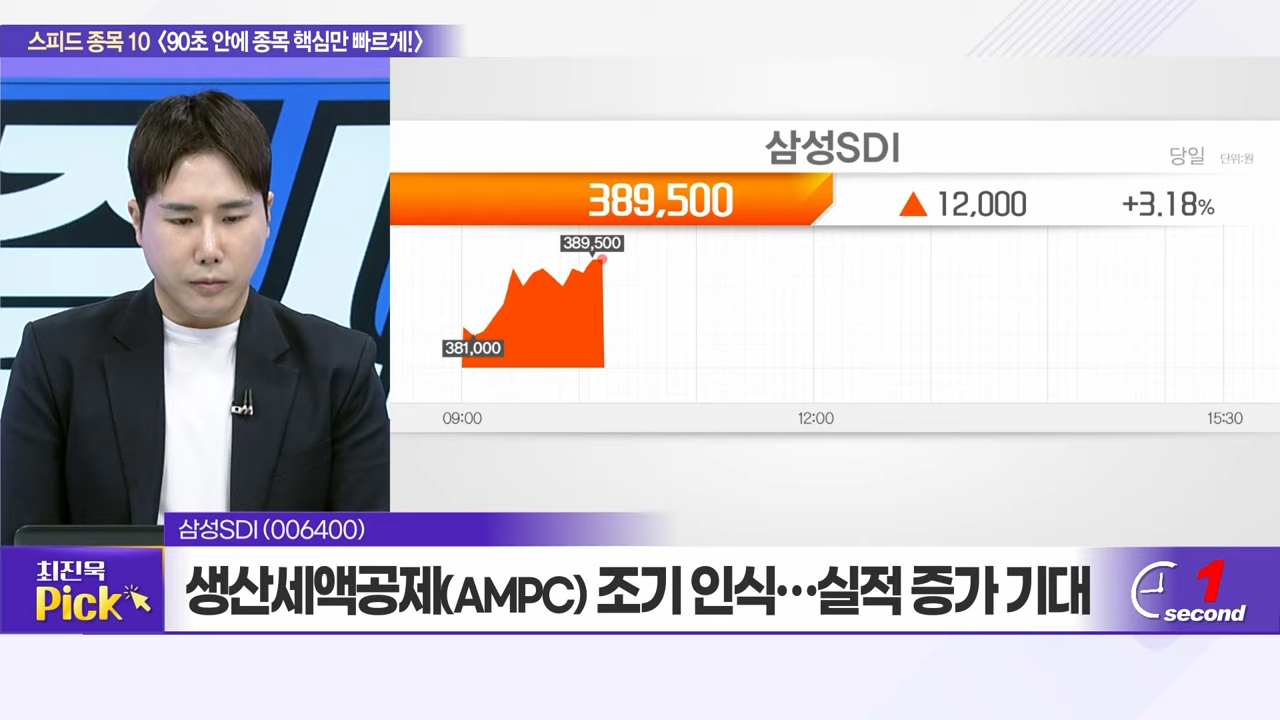 스피드 종목 10 〈90초 안에 종목 핵심만 빠르게!〉
삼성SDI
당일 단위:원
389,500 ▲ 12,000 +3.18%
389,500
381,000
09:00 12:00 15:30
삼성SDI (006400)
최진욱
Pick
생산세액공제(AMPC) 조기 인식…실적 증가 기대
1
second